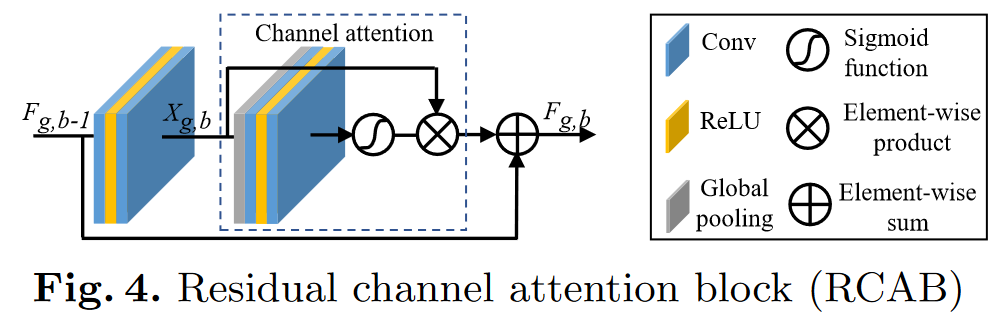 Channel attention
F_{g,b-1}
X_{g,b}
F_{g,b}
Conv
Sigmoid
function
ReLU
Element-wise
product
Global
pooling
Element-wise
sum
Fig. 4. Residual channel attention block (RCAB)